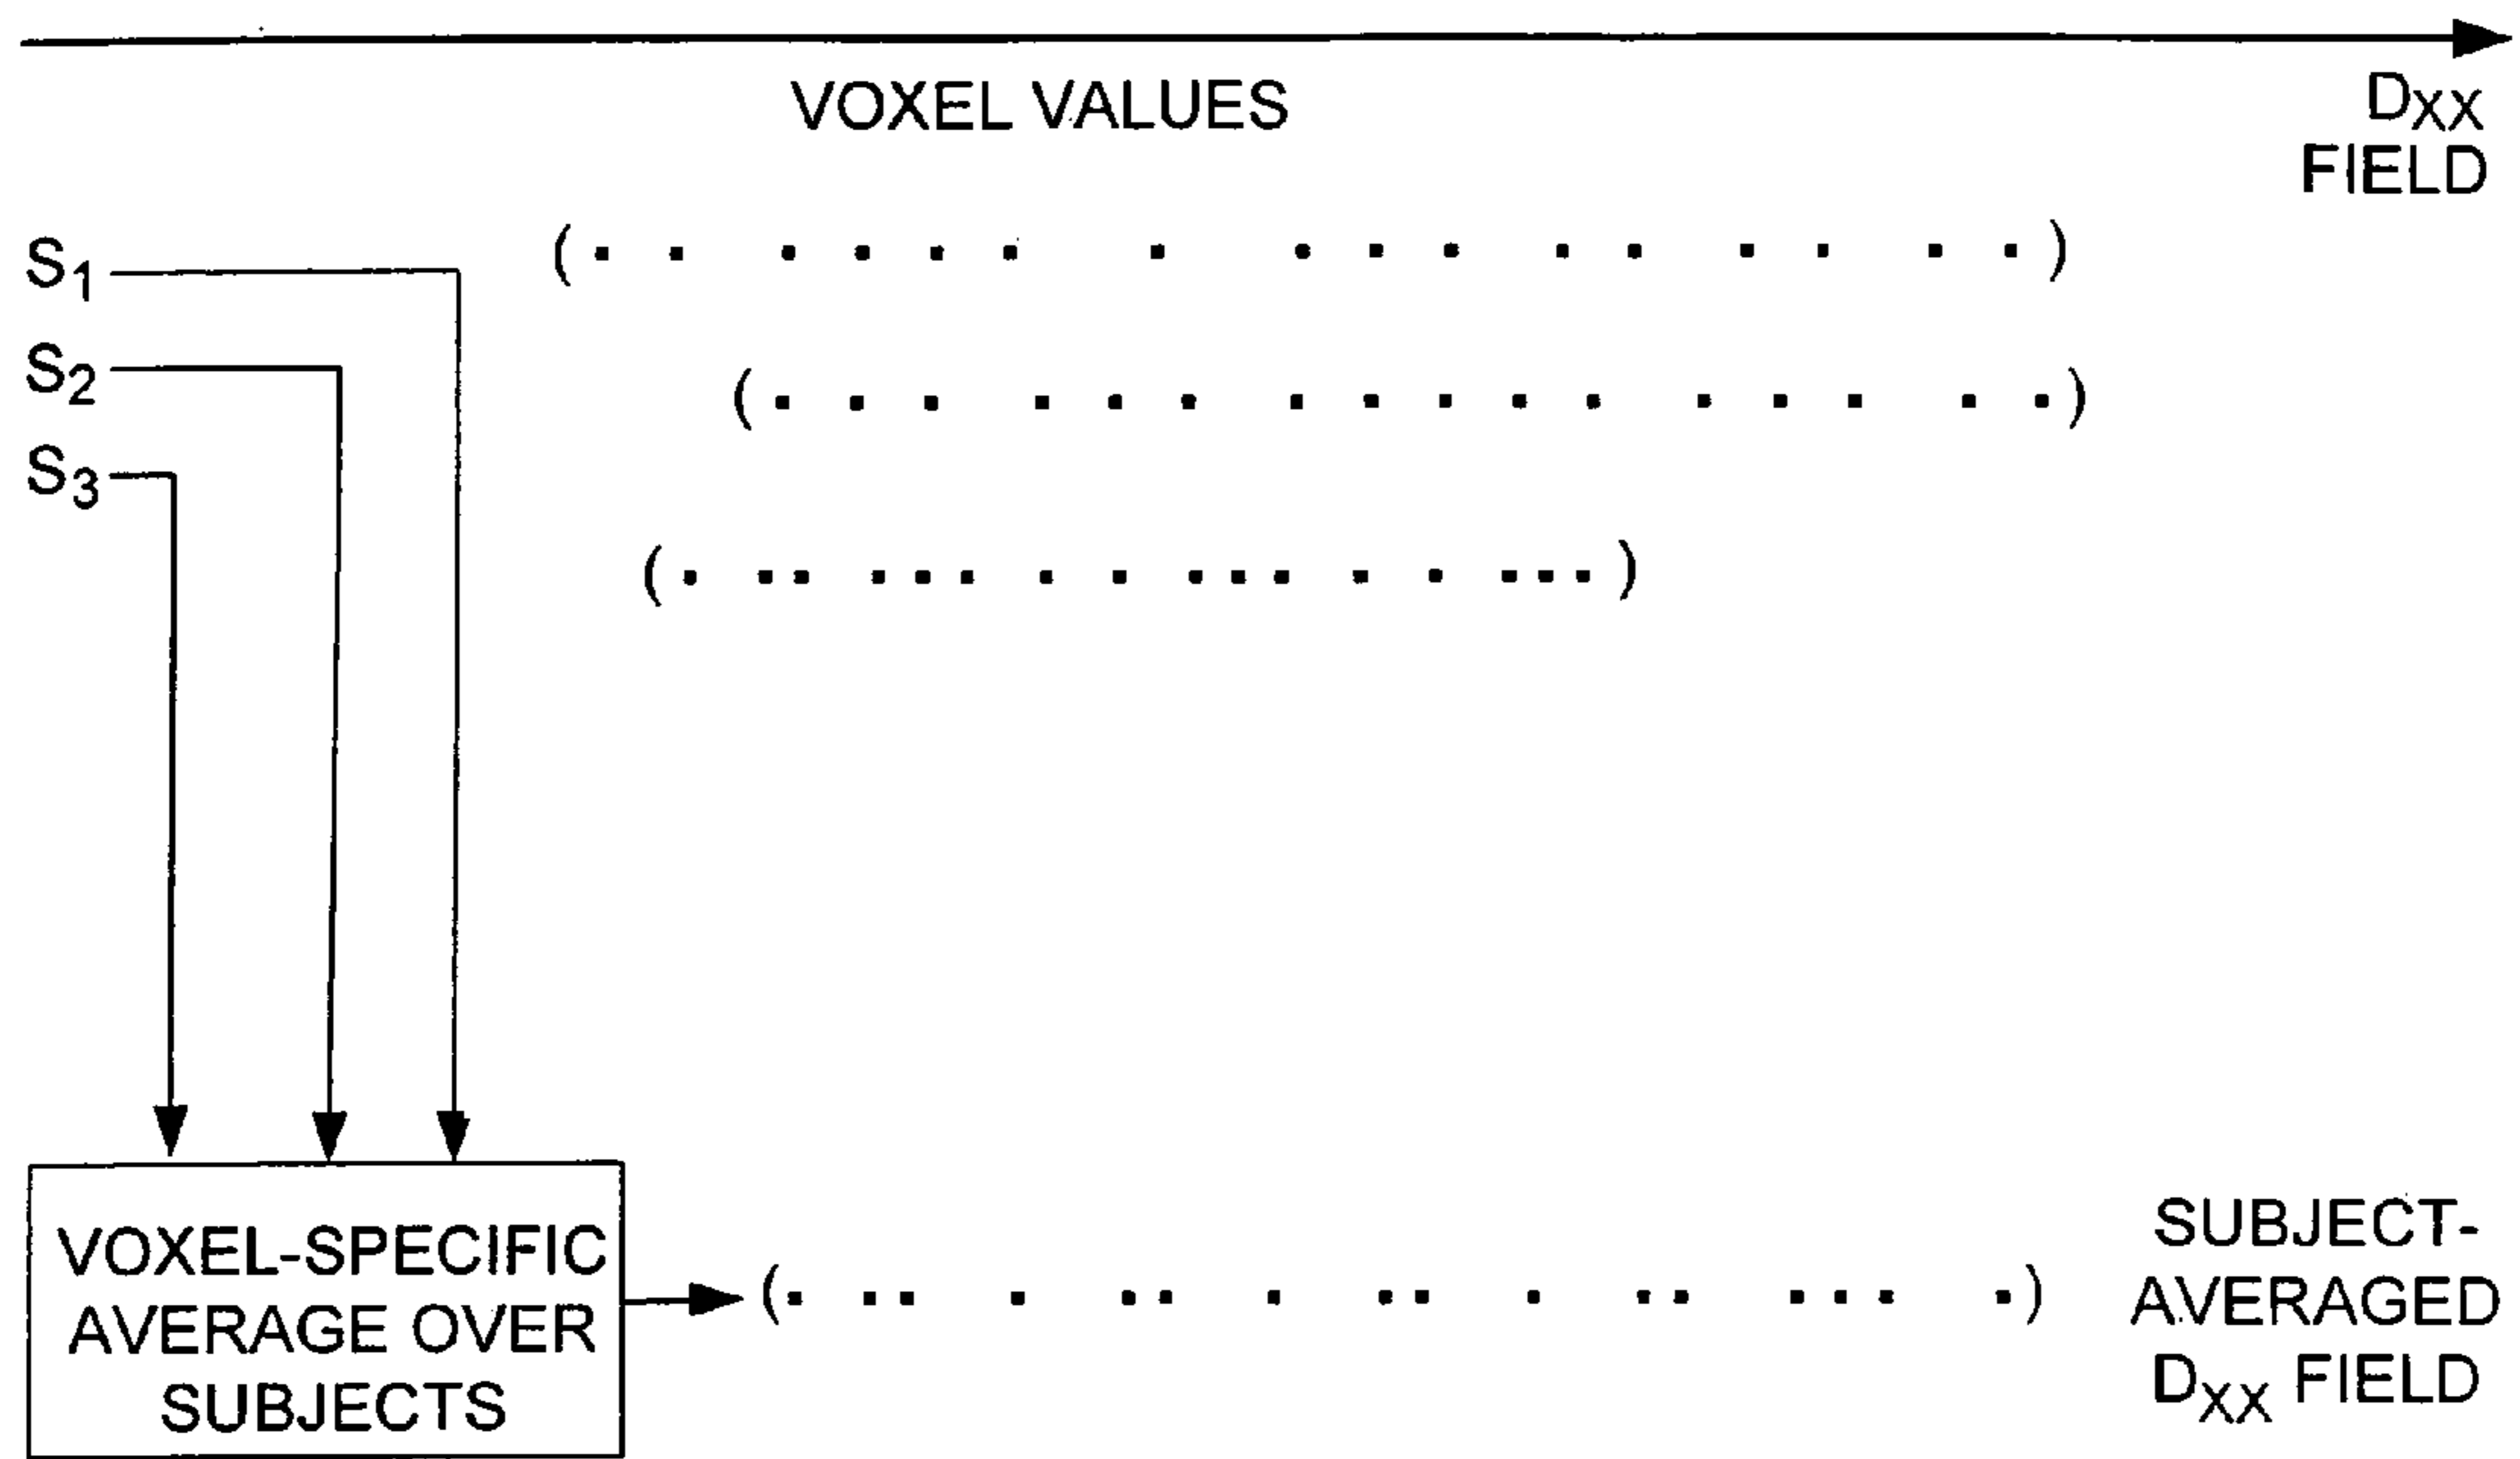 VOXEL VALUES
DXX
FIELD
S1
S2
S3
VOXEL-SPECIFIC
AVERAGE OVER
SUBJECTS
SUBJECT-
AVERAGED
DXX FIELD